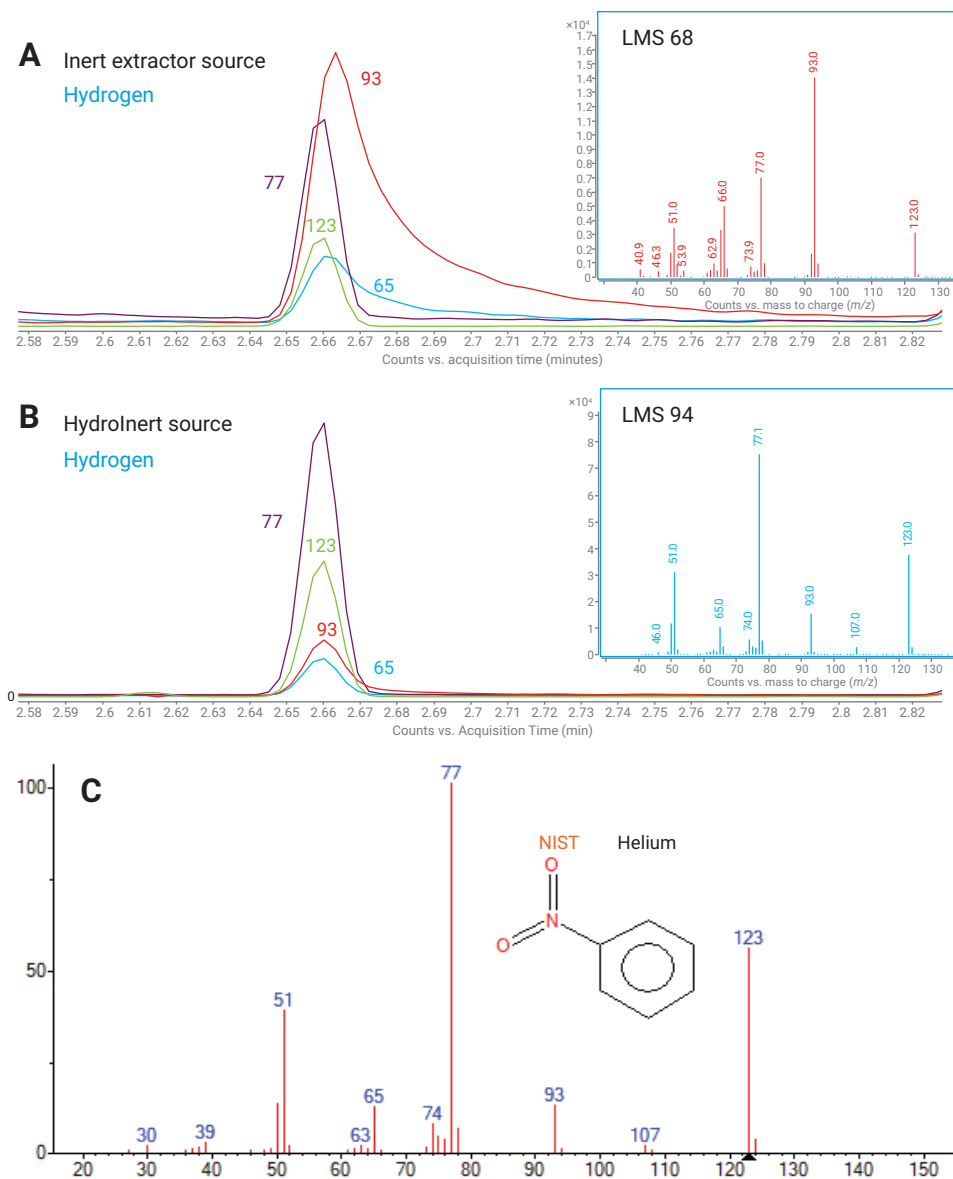 A
Inert extractor source
Hydrogen
93
77
123
65
2.58 2.59 2.6 2.61 2.62 2.63 2.64 2.65 2.66 2.67 2.68 2.69 2.70 2.71 2.72 2.73 2.74 2.75 2.76 2.77 2.78 2.79 2.8 2.81 2.82
Counts vs. acquisition time (minutes)
×10⁴
LMS 68
1.7
1.6
1.5
1.4
1.3
1.2
1.1
1.0
0.9
0.8
0.7
0.6
0.5
0.4
0.3
0.2
0.1
0
40.9 46.3 51.0 53.9 62.9 66.0 73.9 77.0 93.0 123.0
40 50 60 70 80 90 100 110 120 130
Counts vs. mass to charge (m/z)
B
HydroInert source
Hydrogen
77
123
93
65
0
2.58 2.59 2.6 2.61 2.62 2.63 2.64 2.65 2.66 2.67 2.68 2.69 2.7 2.71 2.72 2.73 2.74 2.75 2.76 2.77 2.78 2.79 2.8 2.81 2.82
Counts vs. Acquisition Time (min)
×10⁴
LMS 94
9
8
7
6
5
4
3
2
1
0
46.0 51.0 65.0 74.0 77.1 93.0 107.0 123.0
40 50 60 70 80 90 100 110 120 130
Counts vs. mass to charge (m/z)
C
NIST Helium
O
N
O
100
50
0
30 39 51 63 65 74 77 93 107 123
20 30 40 50 60 70 80 90 100 110 120 130 140 150